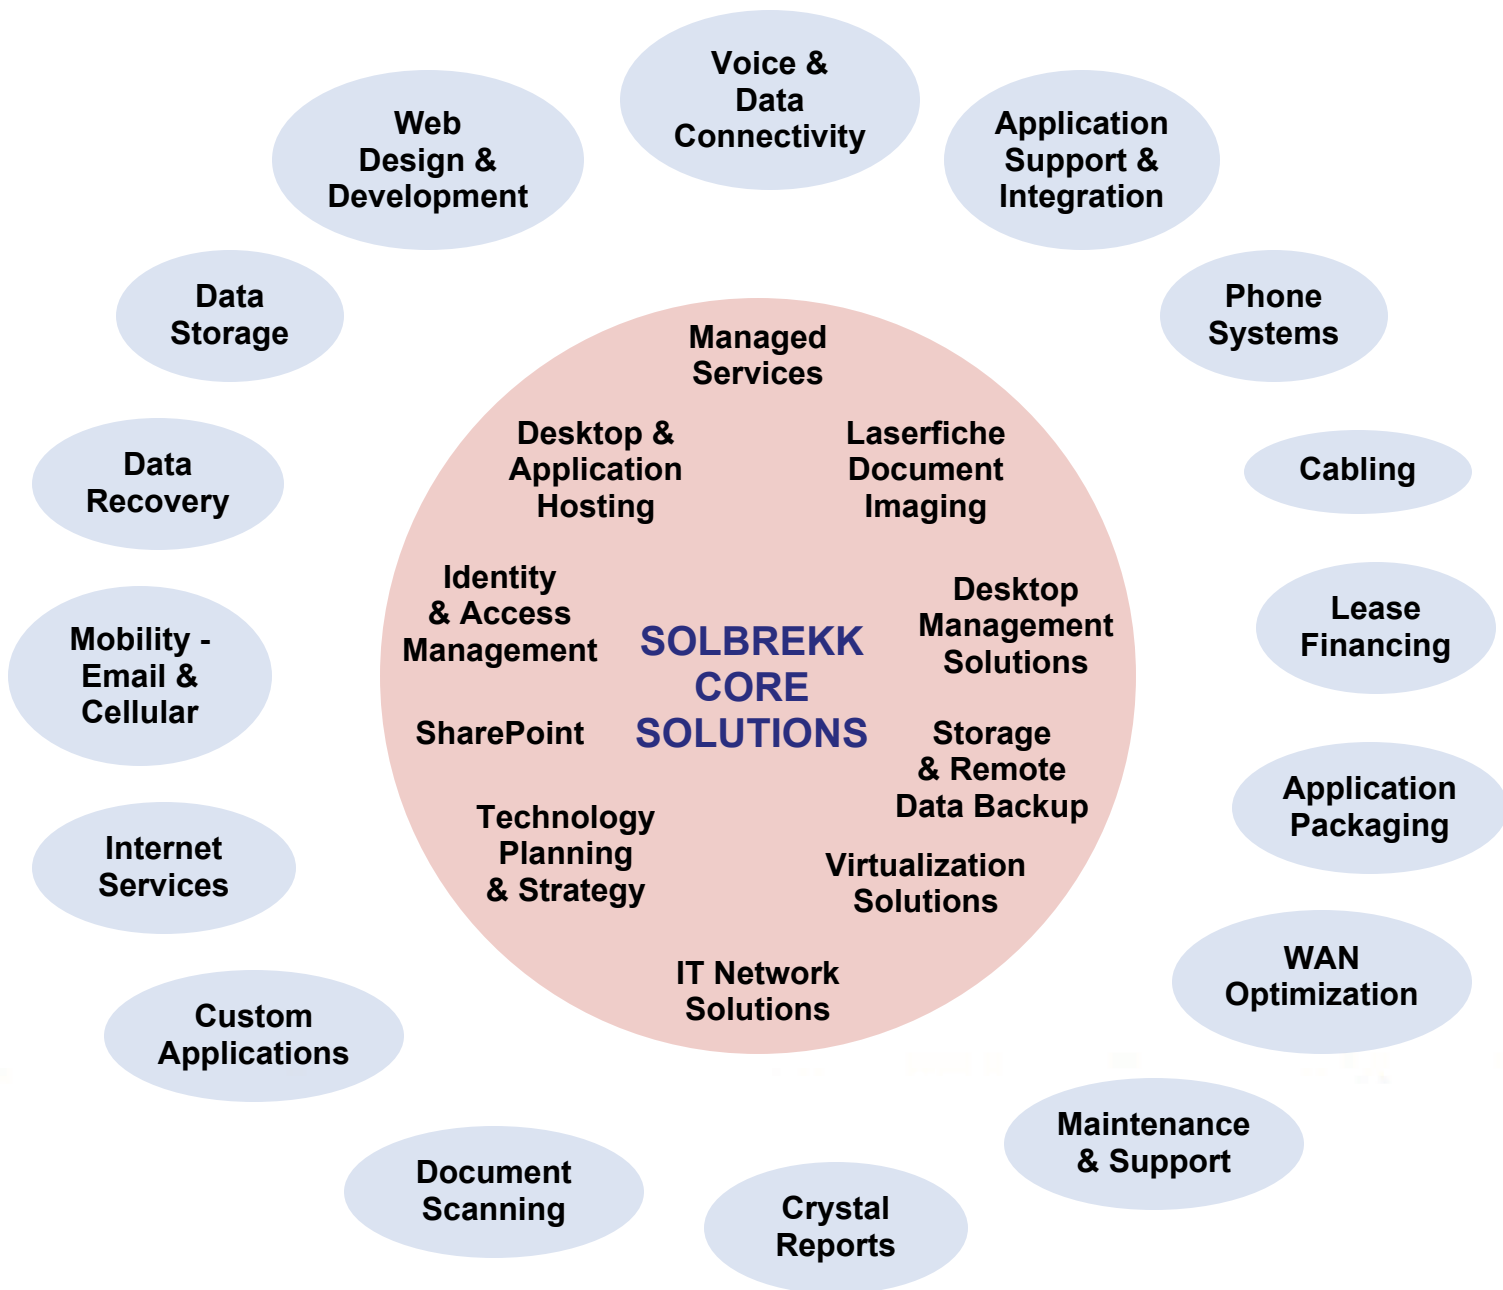 Voice &
Data
Connectivity
Web
Design &
Development
Application
Support &
Integration
Data
Storage
Phone
Systems
Data
Recovery
Cabling
Mobility -
Email &
Cellular
Lease
Financing
Internet
Services
Application
Packaging
Custom
Applications
WAN
Optimization
Document
Scanning
Crystal
Reports
Maintenance
& Support
Managed
Services
Desktop &
Application
Hosting
Laserfiche
Document
Imaging
Identity
& Access
Management
Desktop
Management
Solutions
SOLBREKK
CORE
SOLUTIONS
SharePoint
Storage
& Remote
Data Backup
Technology
Planning
& Strategy
Virtualization
Solutions
IT Network
Solutions